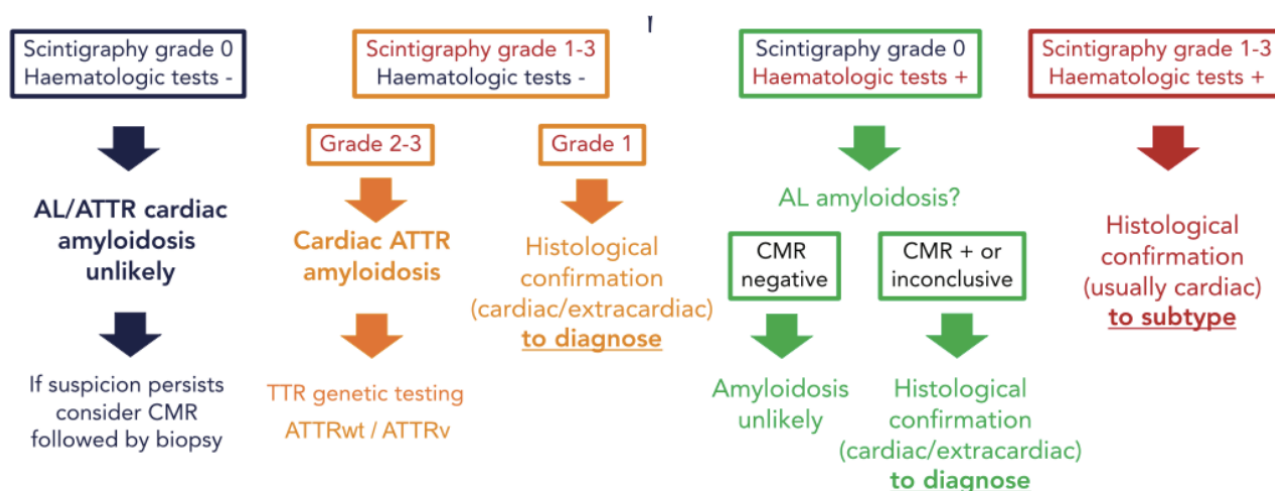 Scintigraphy grade 0
Haematologic tests -
AL/ATTR cardiac
amyloidosis
unlikely
If suspicion persists
consider CMR
followed by biopsy
Scintigraphy grade 1-3
Haematologic tests -
Grade 2-3
Cardiac ATTR
amyloidosis
TTR genetic testing
ATTRwt / ATTRv
Grade 1
Histological
confirmation
(cardiac/extracardiac)
to diagnose
Scintigraphy grade 0
Haematologic tests +
AL amyloidosis?
CMR
negative
Amyloidosis
unlikely
CMR + or
inconclusive
Histological
confirmation
(cardiac/extracardiac)
to diagnose
Scintigraphy grade 1-3
Haematologic tests +
Histological
confirmation
(usually cardiac)
to subtype